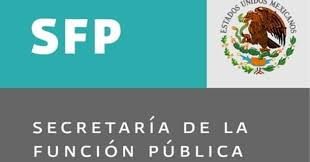 SFP
ESTADOS UNIDOS MEXICANOS
SECRETARÍA DE LA
FUNCIÓN PÚBLICA